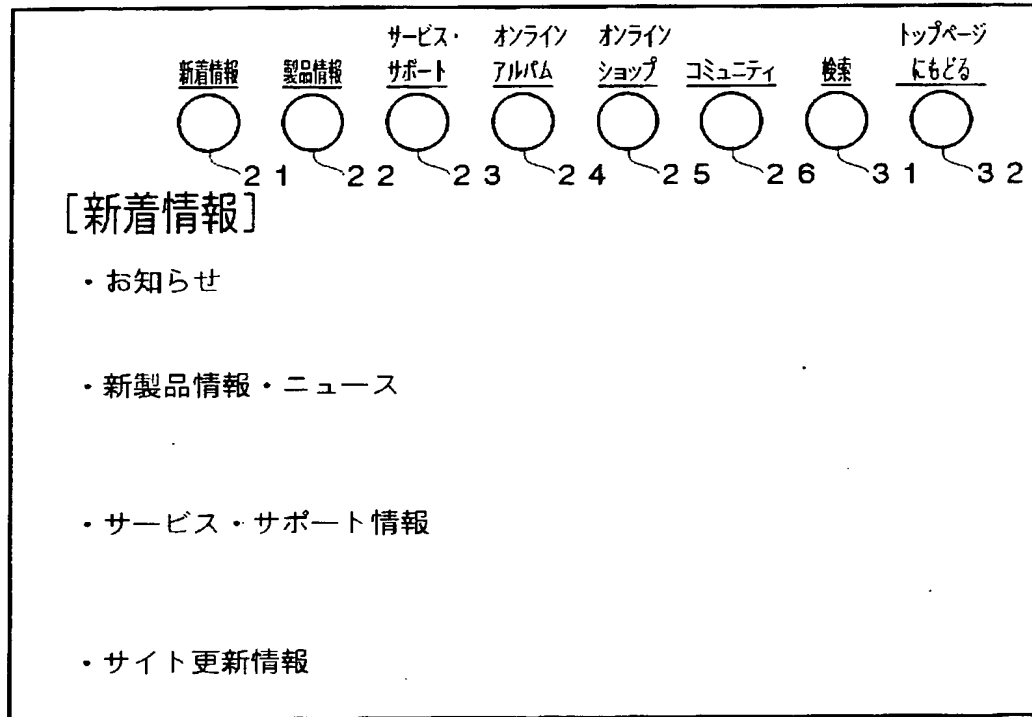 新着情報
製品情報
サービス・
サポート
オンライン
アルバム
オンライン
ショップ
コミュニティ
検索
トップページ
にもどる
21 22 23 24 25 26 31 32
[新着情報]
・お知らせ
・新製品情報・ニュース
・サービス・サポート情報
・サイト更新情報